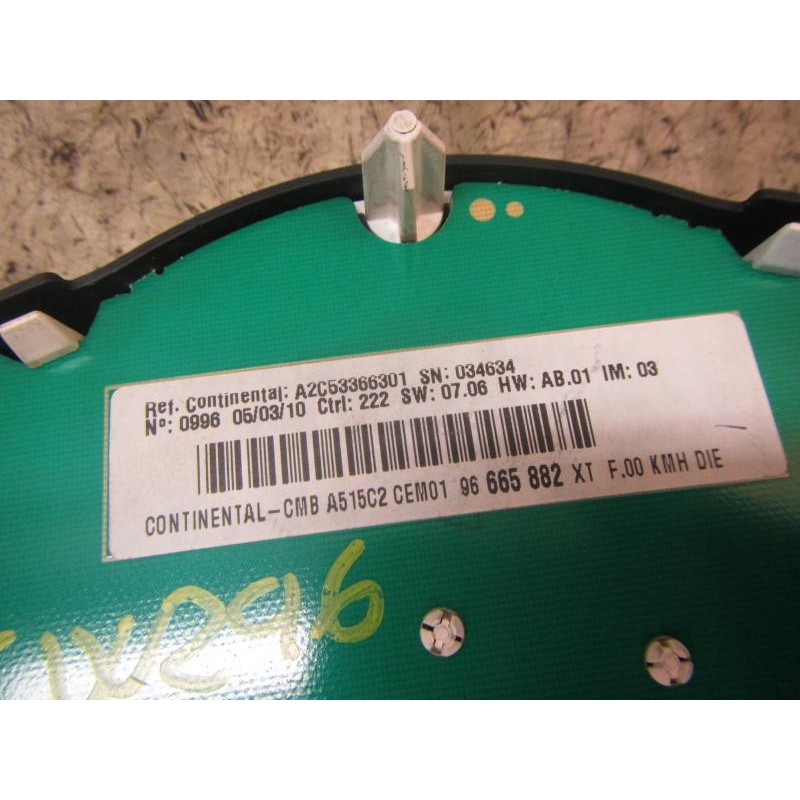 Ref. Continental: A2C53366301 SN: 034634
Nº: 0996 05/03/10 Ctrl: 222 SW: 07.06 HW: AB.01 IM: 03
CONTINENTAL-CMB A515C2 CEM01 96 665 882 XT F.00 KMH DIE